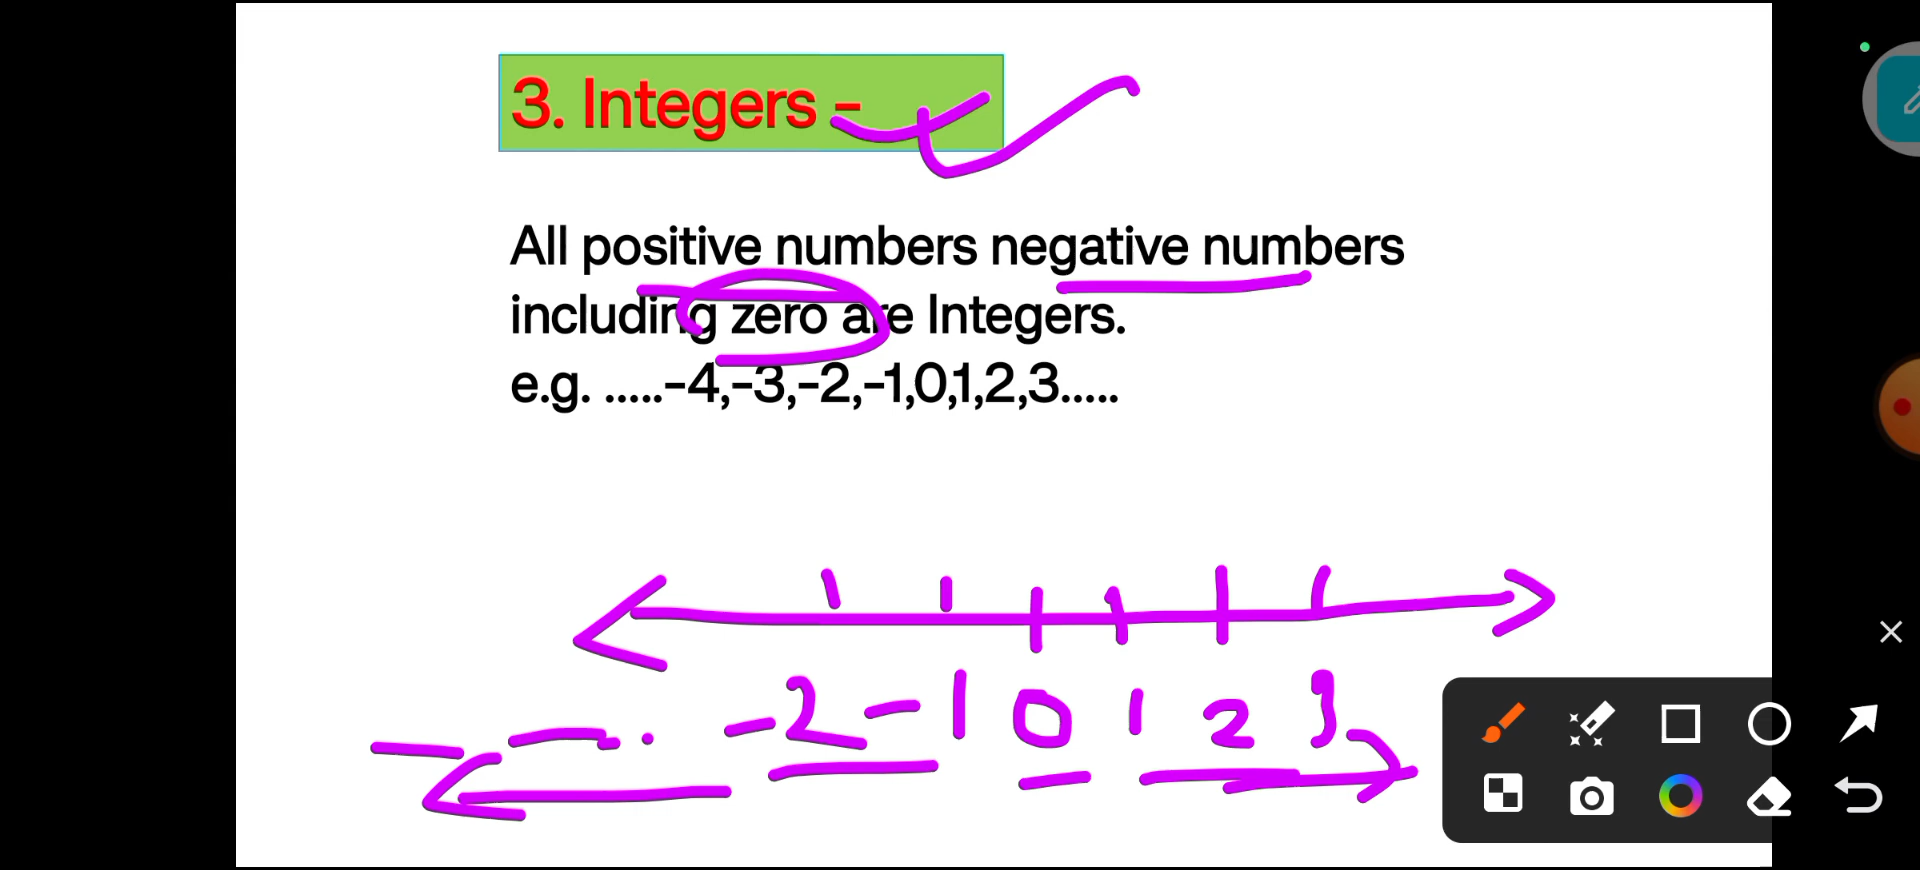 3. Integers -
All positive numbers negative numbers
including zero are Integers.
e.g. .....-4,-3,-2,-1,0,1,2,3.....
-2 -1 0 1 2 3